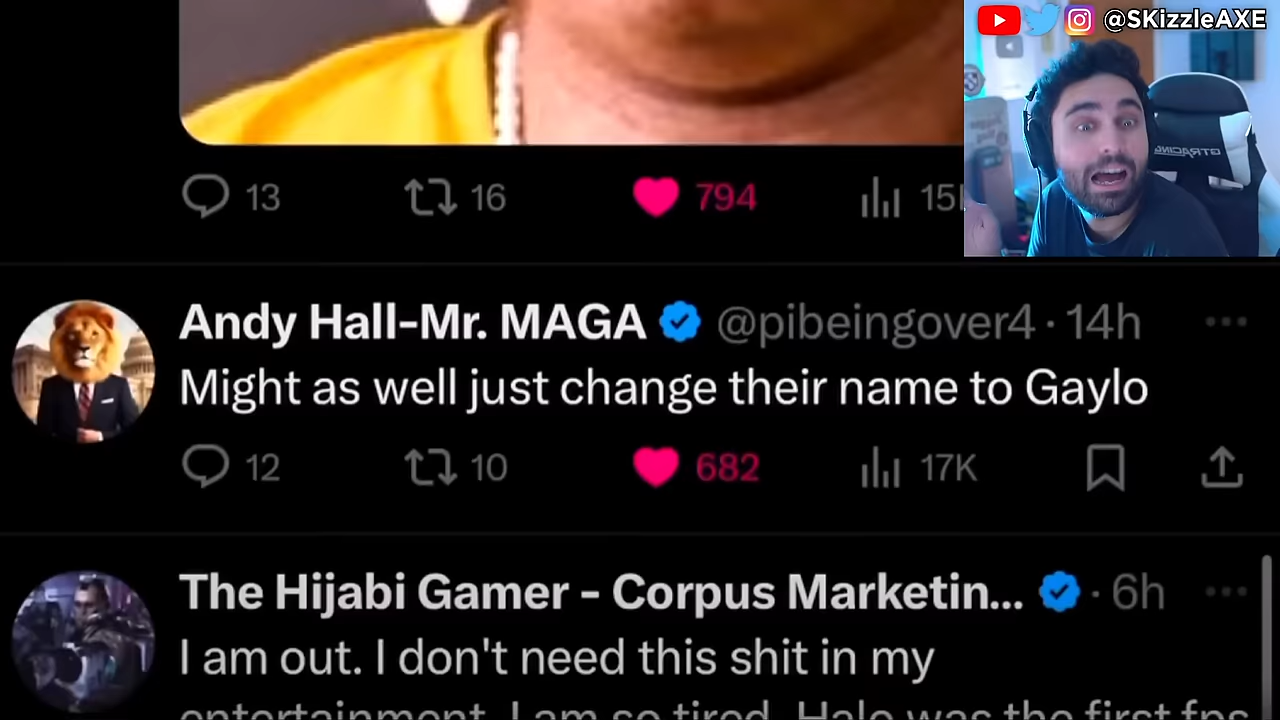 @SKizzleAXE
13 16 794 15
Andy Hall-Mr. MAGA @pibeingover4 · 14h ...
Might as well just change their name to Gaylo
12 10 682 17K
The Hijabi Gamer - Corpus Marketin... · 6h ...
I am out. I don't need this shit in my
entertainment. I am so tired. Halo was the first fps